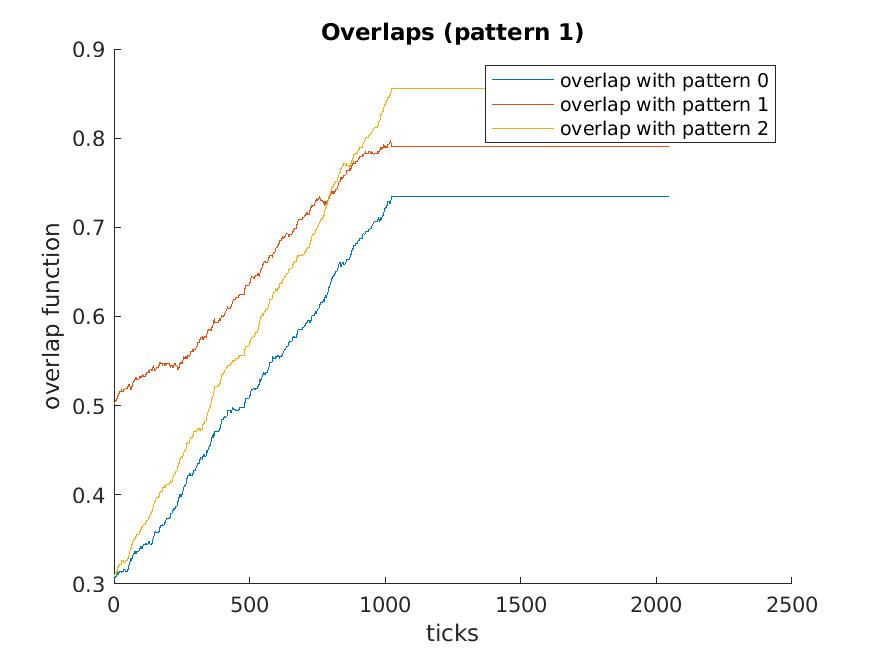 Overlaps (pattern 1)
overlap function
0.9
0.8
0.7
0.6
0.5
0.4
0.3
overlap with pattern 0
overlap with pattern 1
overlap with pattern 2
0 500 1000 1500 2000 2500
ticks